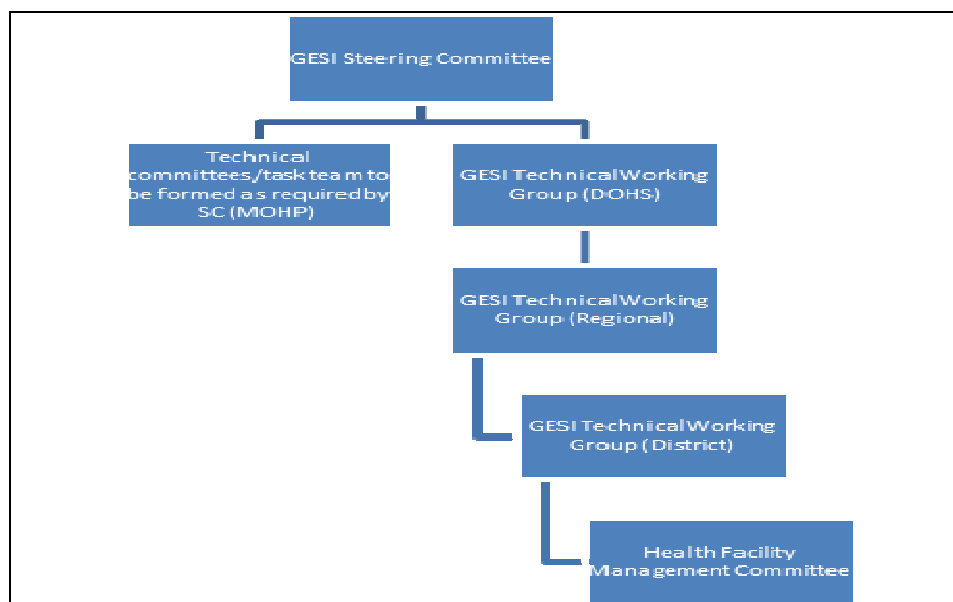 GESI Steering Committee
Technical
committees/task team to
be formed as required by
SC (MOHP)
GESI Technical Working
Group (DOHS)
GESI Technical Working
Group (Regional)
GESI Technical Working
Group (District)
Health Facility
Management Committee